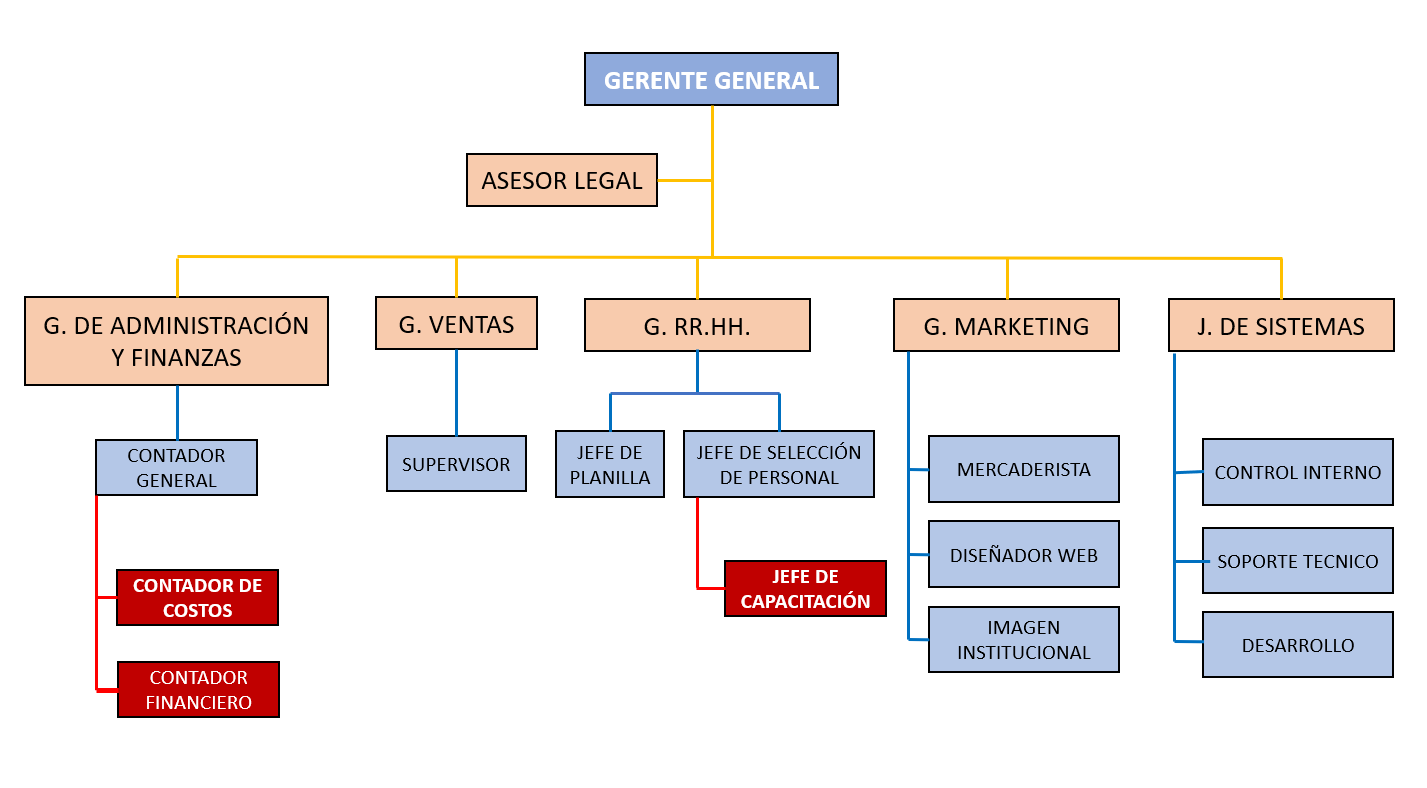 GERENTE GENERAL
ASESOR LEGAL
G. DE ADMINISTRACIÓN
Y FINANZAS
G. VENTAS
G. RR.HH.
G. MARKETING
J. DE SISTEMAS
CONTADOR
GENERAL
SUPERVISOR
JEFE DE
PLANILLA
JEFE DE SELECCIÓN
DE PERSONAL
MERCADERISTA
CONTROL INTERNO
DISEÑADOR WEB
SOPORTE TECNICO
CONTADOR DE
COSTOS
JEFE DE
CAPACITACIÓN
IMAGEN
INSTITUCIONAL
DESARROLLO
CONTADOR
FINANCIERO